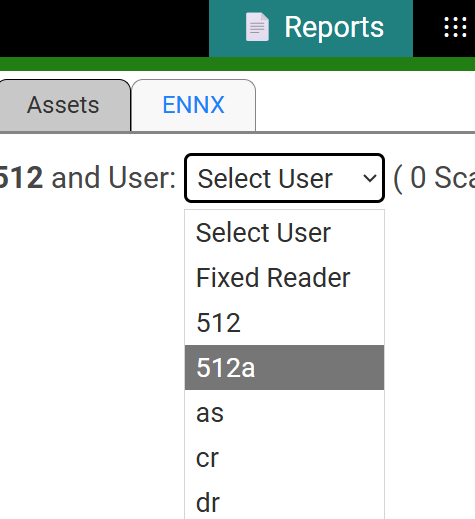 Reports
Assets ENNX
512 and User: Select User ( 0 Sca
Select User
Fixed Reader
512
512a
as
cr
dr